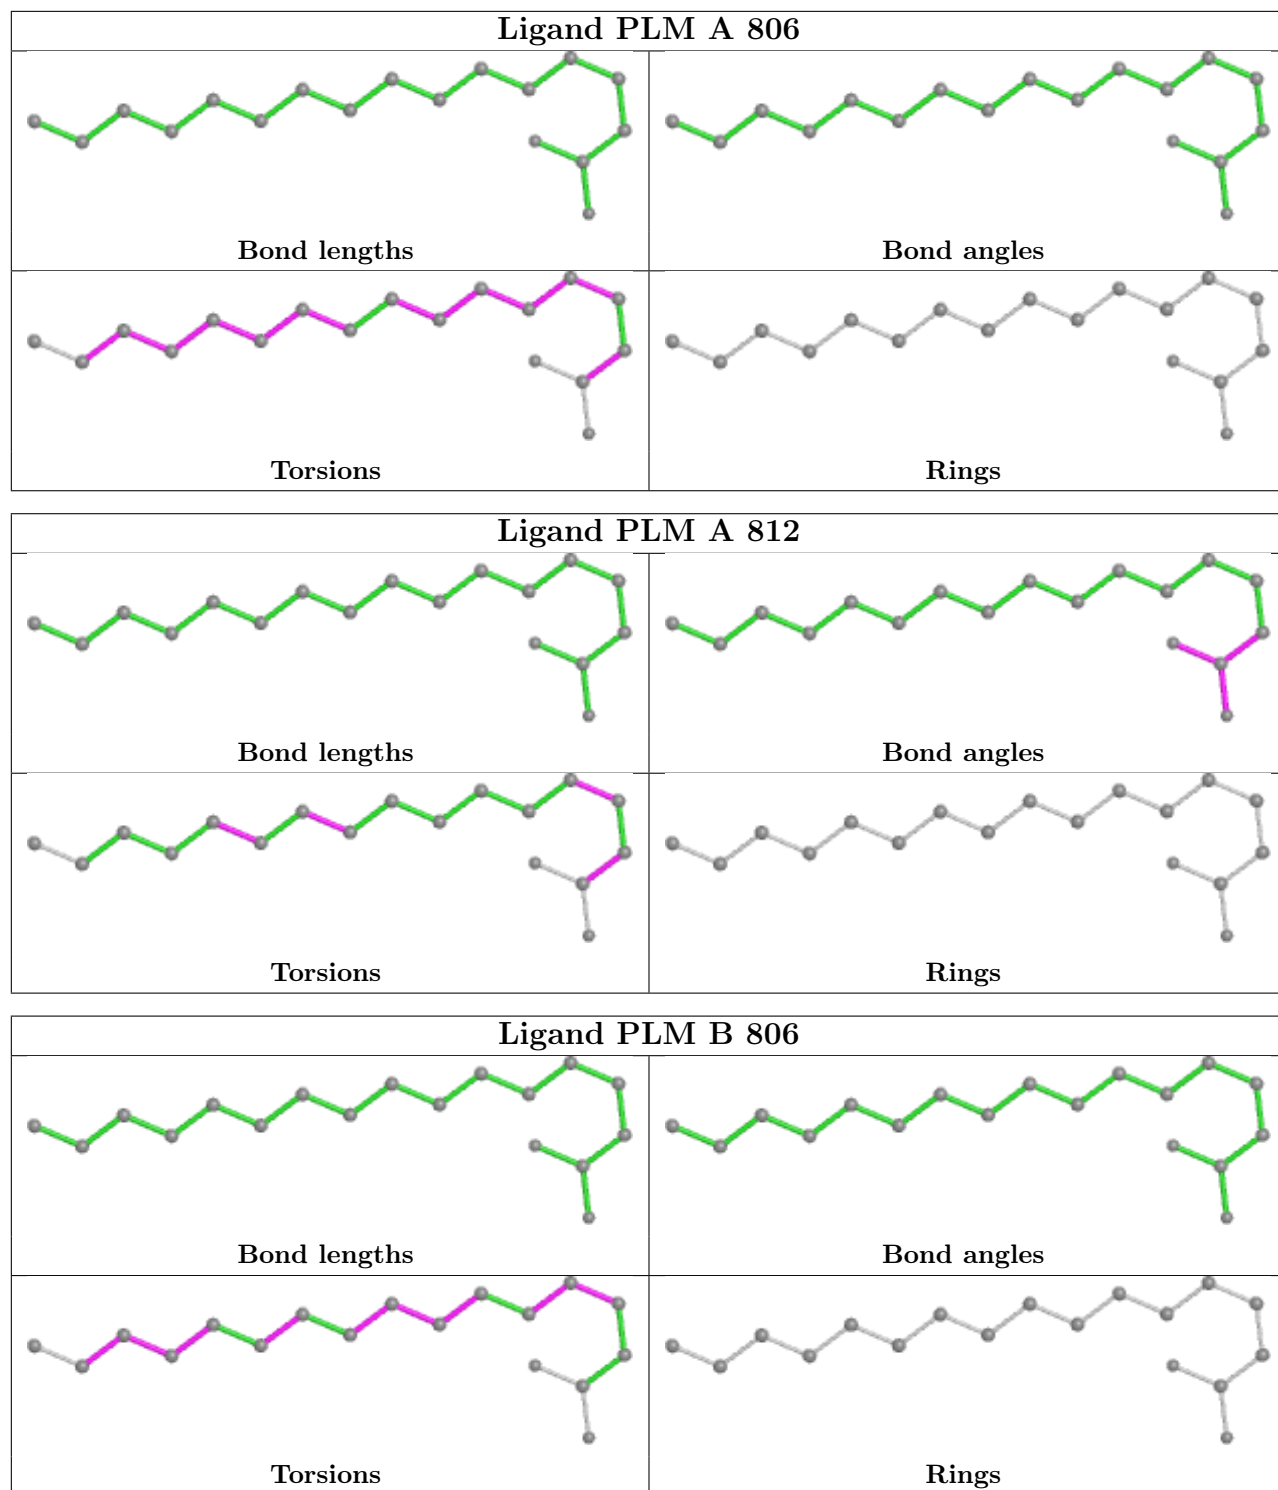 Ligand PLM A 806
Bond lengths
Bond angles
Torsions
Rings
Ligand PLM A 812
Bond lengths
Bond angles
Torsions
Rings
Ligand PLM B 806
Bond lengths
Bond angles
Torsions
Rings